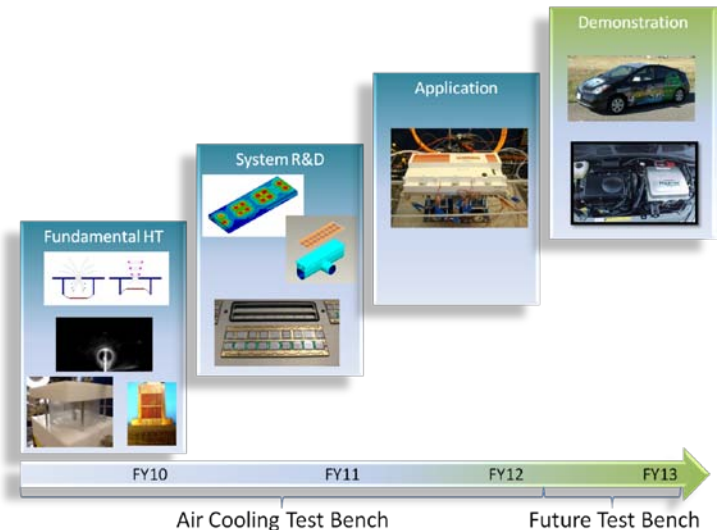 Demonstration
Application
System R&D
Fundamental HT
FY10
FY11
FY12
FY13
Air Cooling Test Bench
Future Test Bench